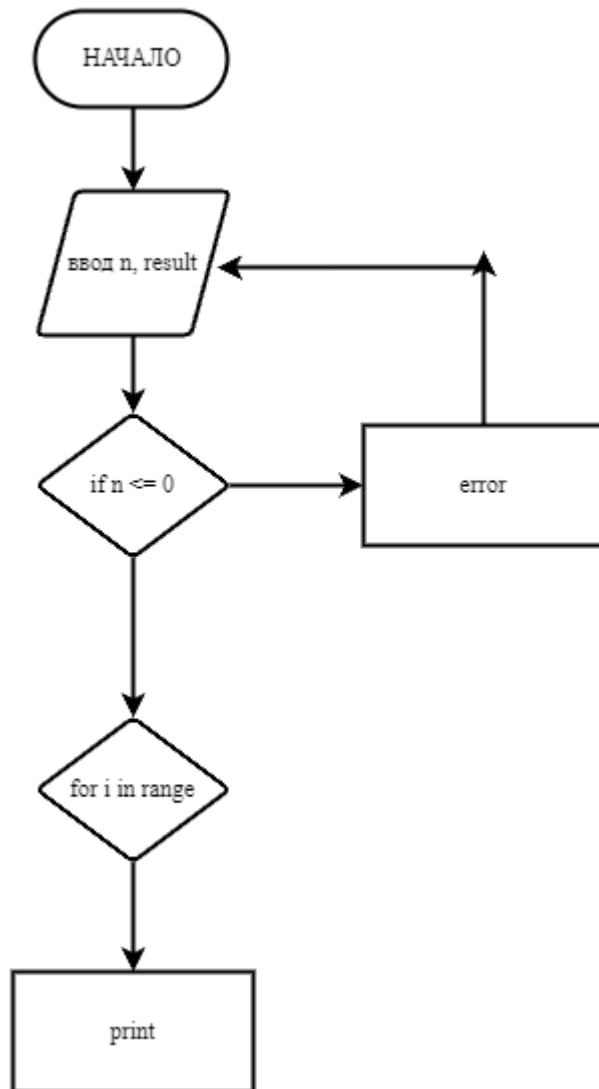 НАЧАЛО
ввод n, result
if n <= 0
error
for i in range
print